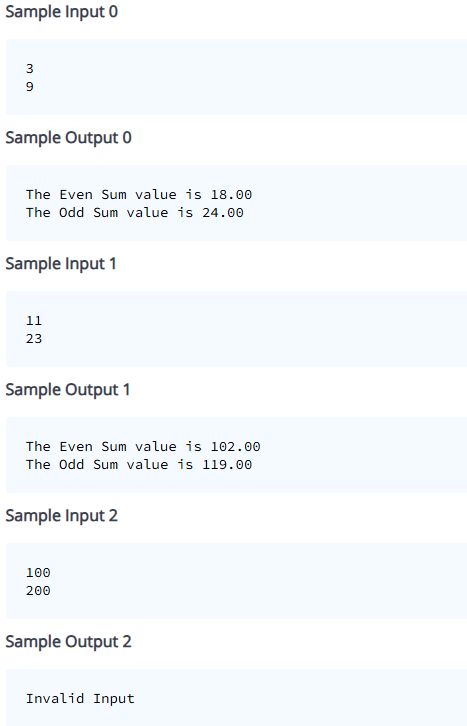 Sample Input 0
3
9
Sample Output 0
The Even Sum value is 18.00
The Odd Sum value is 24.00
Sample Input 1
11
23
Sample Output 1
The Even Sum value is 102.00
The Odd Sum value is 119.00
Sample Input 2
100
200
Sample Output 2
Invalid Input